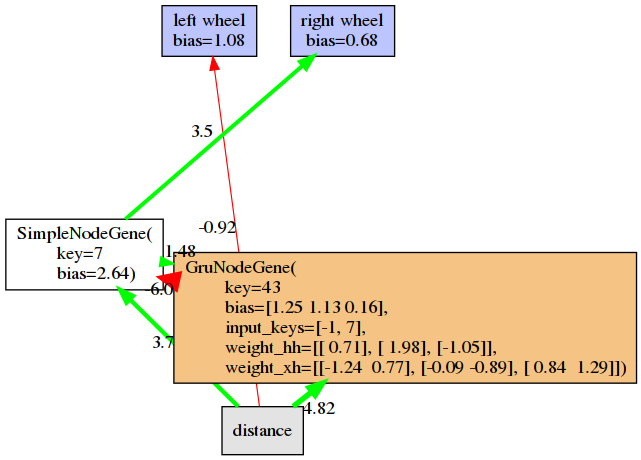 left wheel
bias=1.08
right wheel
bias=0.68
3.5
-0.92
SimpleNodeGene(
key=7
bias=2.64)
1.48
-6.0
GruNodeGene(
key=43
bias=[1.25 1.13 0.16],
input_keys=[-1, 7],
weight_hh=[[ 0.71], [ 1.98], [-1.05]],
weight_xh=[[-1.24  0.77], [-0.09 -0.89], [ 0.84  1.29]])
3.7
4.82
distance